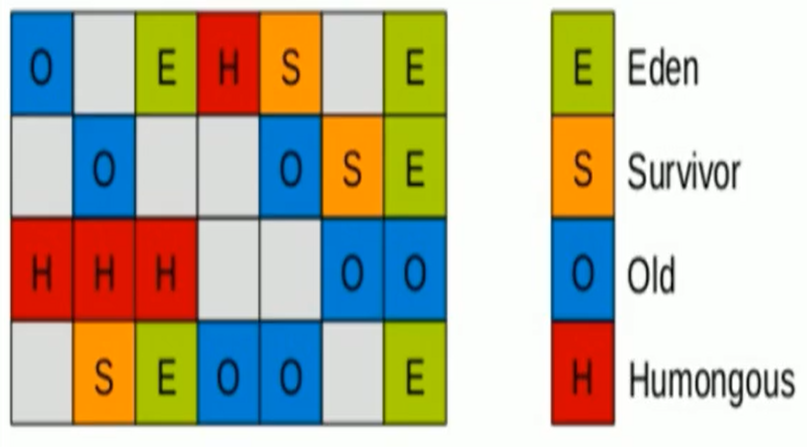 O E H S E
O O S E
H H H O O
S E O O E
E Eden
S Survivor
O Old
H Humongous